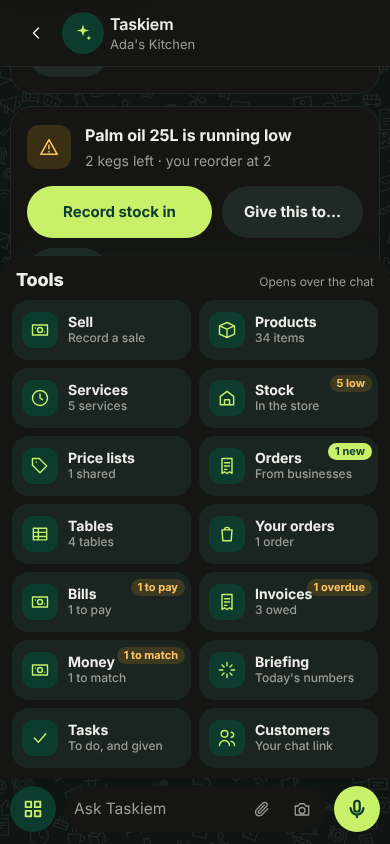 Taskiem
Ada's Kitchen
Palm oil 25L is running low
2 kegs left · you reorder at 2
Record stock in
Give this to...
Tools
Opens over the chat
Sell
Record a sale
Products
34 items
Services
5 services
Stock
5 low
In the store
Price lists
1 shared
Orders
1 new
From businesses
Tables
4 tables
Your orders
1 order
Bills
1 to pay
1 to pay
Invoices
1 overdue
3 owed
Money
1 to match
1 to match
Briefing
Today's numbers
Tasks
To do, and given
Customers
Your chat link
Ask Taskiem